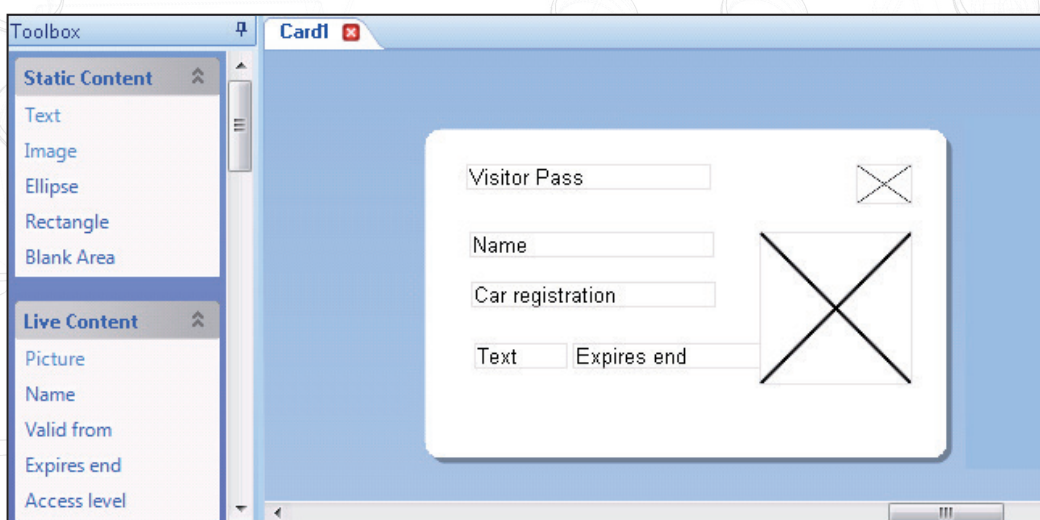 Toolbox
Card1
Static Content
Text
Image
Ellipse
Rectangle
Blank Area
Live Content
Picture
Name
Valid from
Expires end
Access level
Visitor Pass
Name
Car registration
Text Expires end